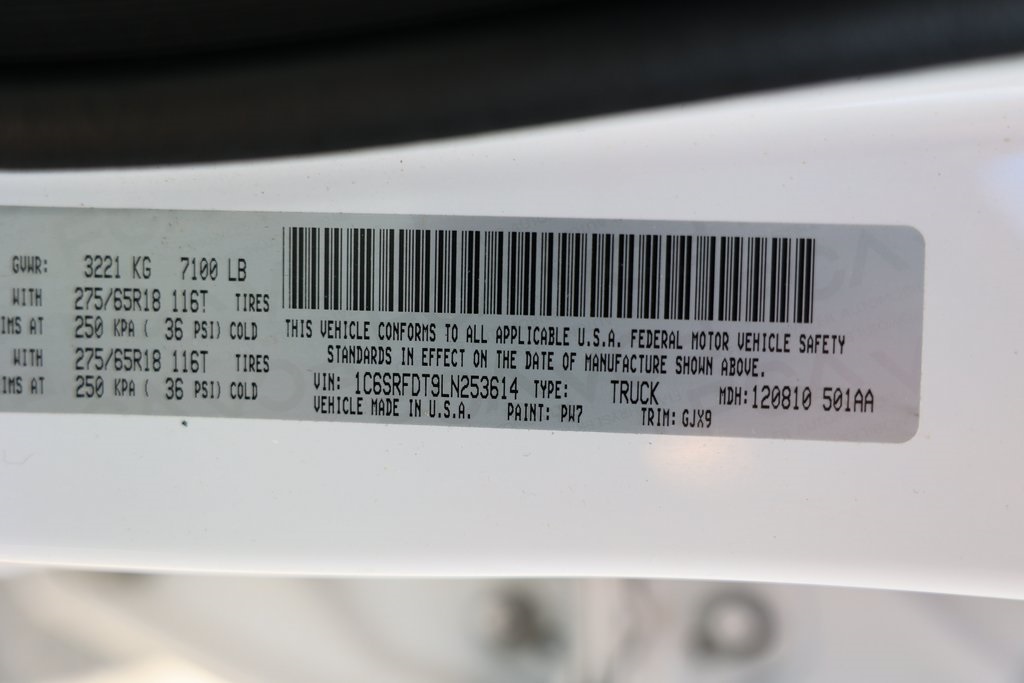 GVWR: 3221 KG 7100 LB
WITH 275/65R18 116T TIRES
IMS AT 250 KPA ( 36 PSI) COLD
WITH 275/65R18 116T TIRES
IMS AT 250 KPA ( 36 PSI) COLD
THIS VEHICLE CONFORMS TO ALL APPLICABLE U.S.A. FEDERAL MOTOR VEHICLE SAFETY
STANDARDS IN EFFECT ON THE DATE OF MANUFACTURE SHOWN ABOVE.
VIN: 1C6SRFDT9LN253614 TYPE: TRUCK MDH: 120810 501AA
VEHICLE MADE IN U.S.A. PAINT: PW7 TRIM: GJX9